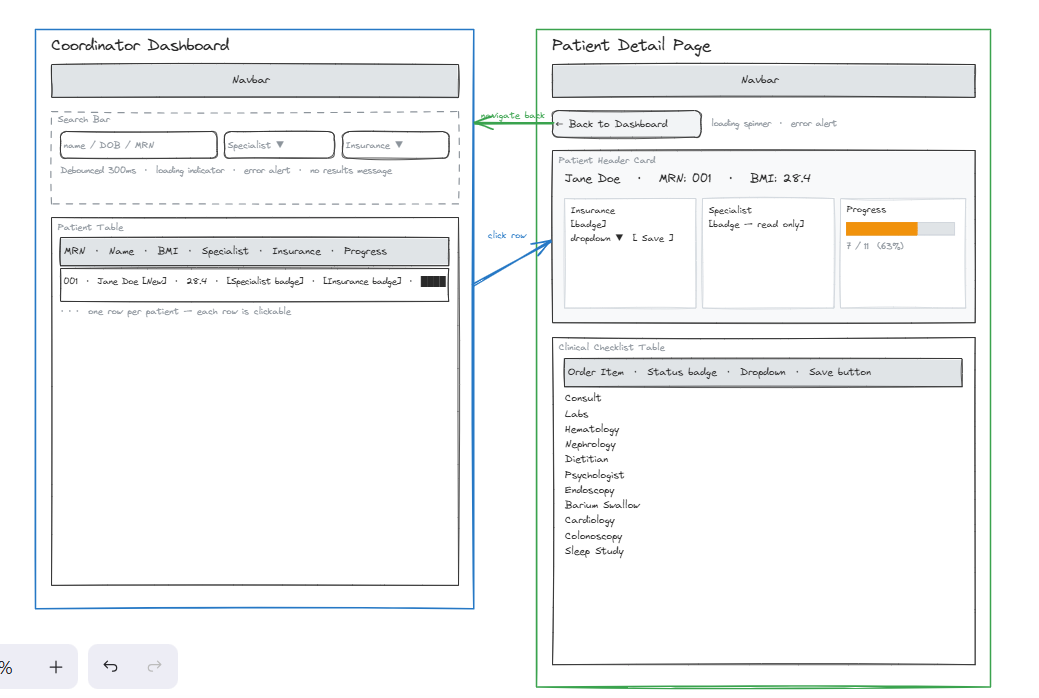 Coordinator Dashboard
Navbar
Search Bar
name / DOB / MRN
Specialist ▼
Insurance ▼
Debounced 300ms · loading indicator · error alert · no results message
Patient Table
MRN · Name · BMI · Specialist · Insurance · Progress
001 · Jane Doe [New] · 28.4 · [Specialist badge] · [Insurance badge] · ████
··· one row per patient — each row is clickable
navigate back
click row
Patient Detail Page
Navbar
← Back to Dashboard
loading spinner · error alert
Patient Header Card
Jane Doe · MRN: 001 · BMI: 28.4
Insurance
[badge]
dropdown ▼ [ Save ]
Specialist
[badge — read only]
Progress
7 / 11 (63%)
Clinical Checklist Table
Order Item · Status badge · Dropdown · Save button
Consult
Labs
Hematology
Nephrology
Dietitian
Psychologist
Endoscopy
Barium Swallow
Cardiology
Colonoscopy
Sleep Study
%